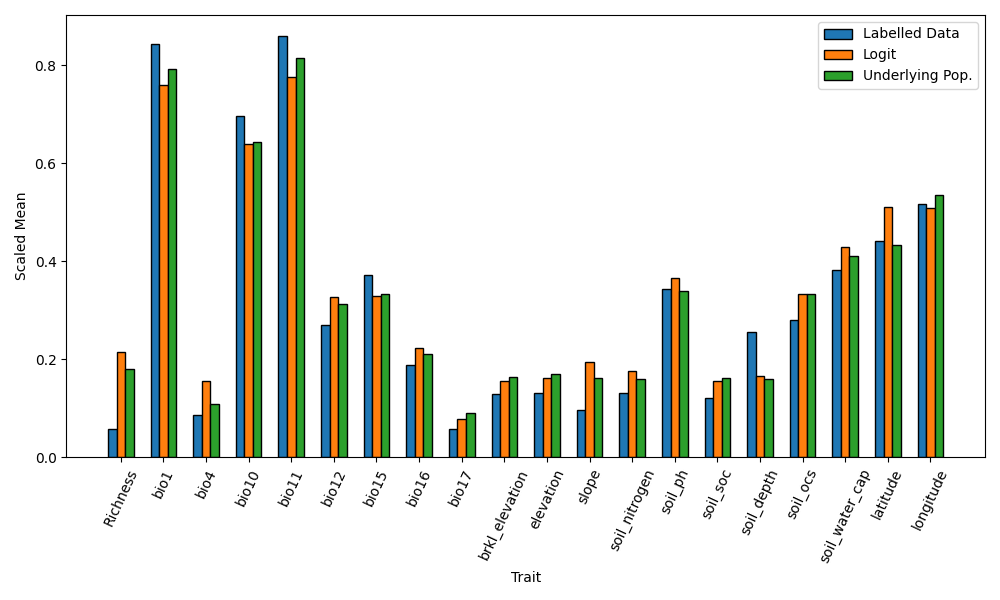 Labelled Data
Logit
Underlying Pop.
Scaled Mean
0.8
0.6
0.4
0.2
0.0
Richness
bio1
bio4
bio10
bio11
bio12
bio15
bio16
bio17
brkl_elevation
elevation
slope
soil_nitrogen
soil_ph
soil_soc
soil_depth
soil_ocs
soil_water_cap
latitude
longitude
Trait